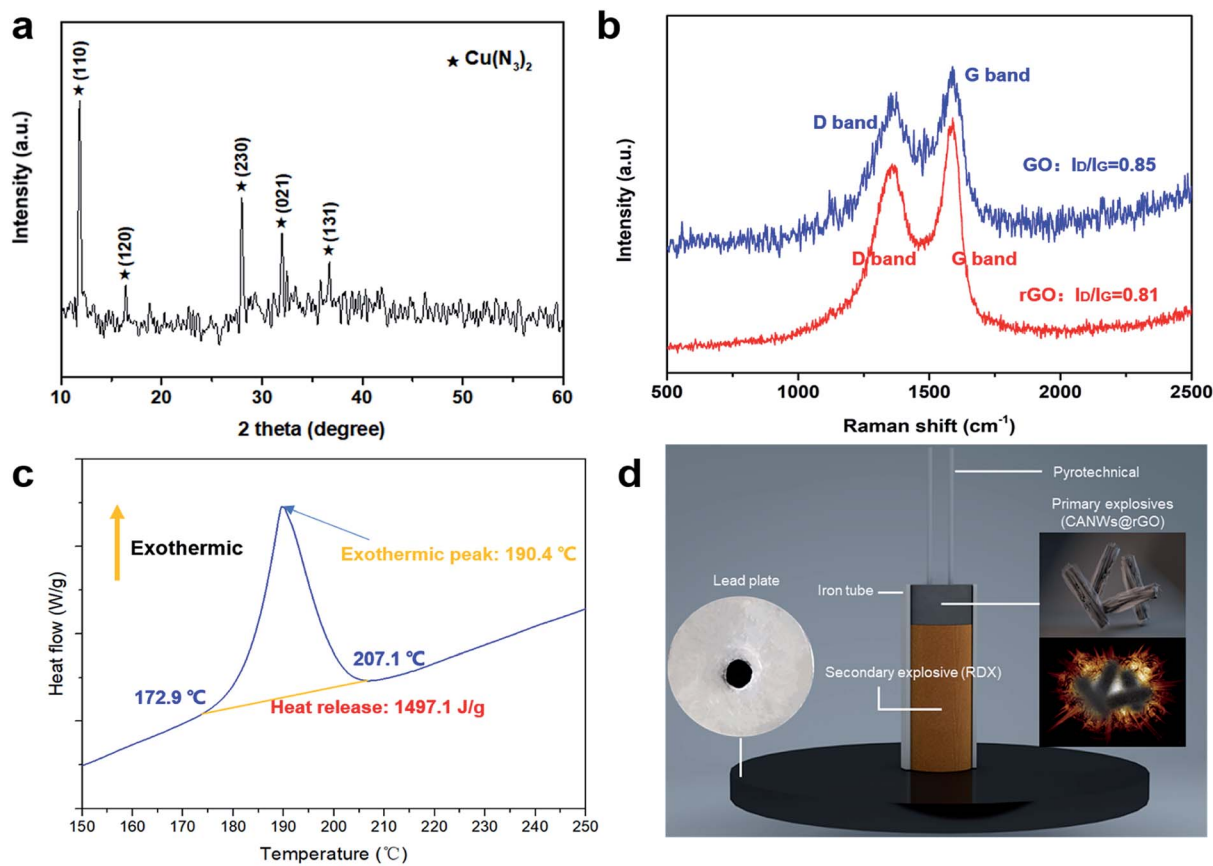 a
★ Cu(N₃)₂
★ (110)
★ (120)
★ (230)
★ (021)
★ (131)
Intensity (a.u.)
10 20 30 40 50 60
2 theta (degree)
b
G band
D band
GO： I_D/I_G=0.85
D band G band
rGO： I_D/I_G=0.81
Intensity (a.u.)
500 1000 1500 2000 2500
Raman shift (cm⁻¹)
c
Exothermic
Exothermic peak: 190.4 ℃
207.1 ℃
172.9 ℃
Heat release: 1497.1 J/g
Heat flow (W/g)
150 160 170 180 190 200 210 220 230 240 250
Temperature (℃)
d
Pyrotechnical
Primary explosives
(CANWs@rGO)
Lead plate
Iron tube
Secondary explosive (RDX)